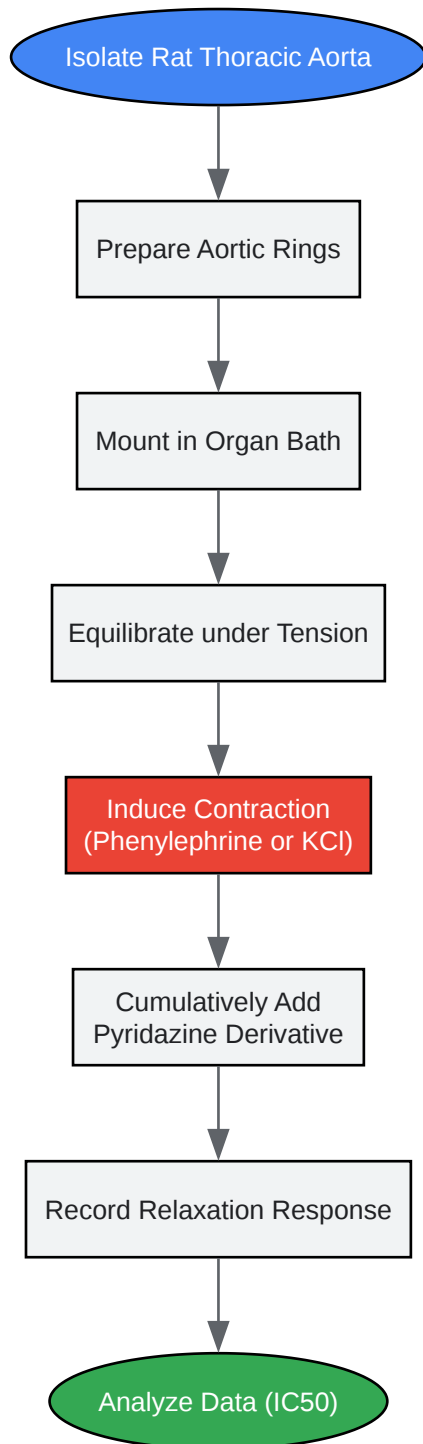 Isolate Rat Thoracic Aorta
Prepare Aortic Rings
Mount in Organ Bath
Equilibrate under Tension
Induce Contraction
(Phenylephrine or KCl)
Cumulatively Add
Pyridazine Derivative
Record Relaxation Response
Analyze Data (IC50)